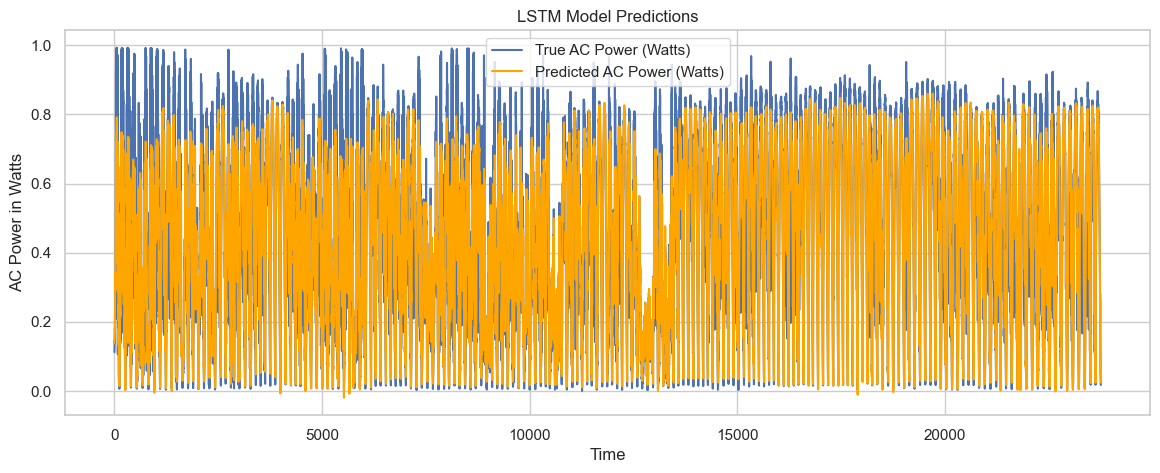 LSTM Model Predictions
True AC Power (Watts)
Predicted AC Power (Watts)
AC Power in Watts
1.0
0.8
0.6
0.4
0.2
0.0
0
5000
10000
15000
20000
Time